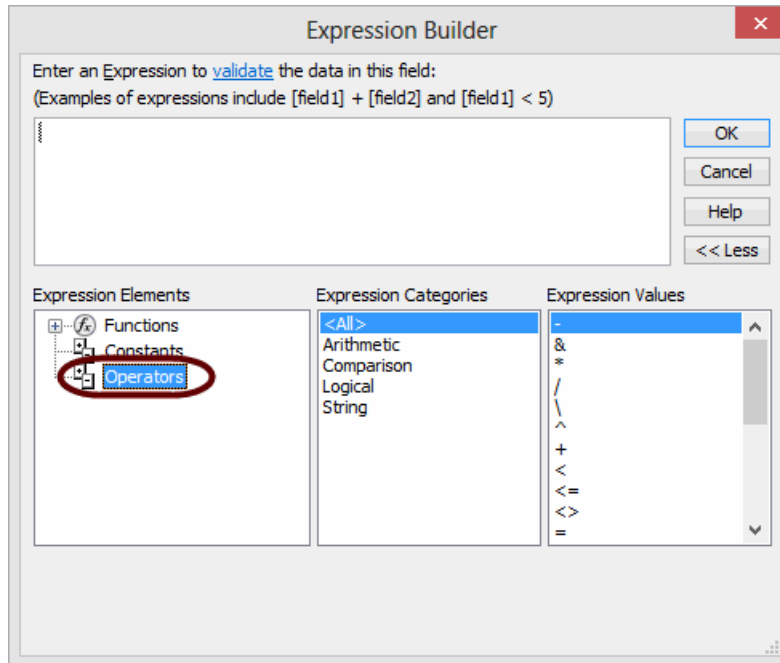 Expression Builder
Enter an Expression to validate the data in this field:
(Examples of expressions include [field1] + [field2] and [field1] < 5)
OK
Cancel
Help
<< Less
Expression Elements
Functions
Constants
Operators
Expression Categories
<All>
Arithmetic
Comparison
Logical
String
Expression Values
-
&
*
/
\
^
+
<
<=
<>
=